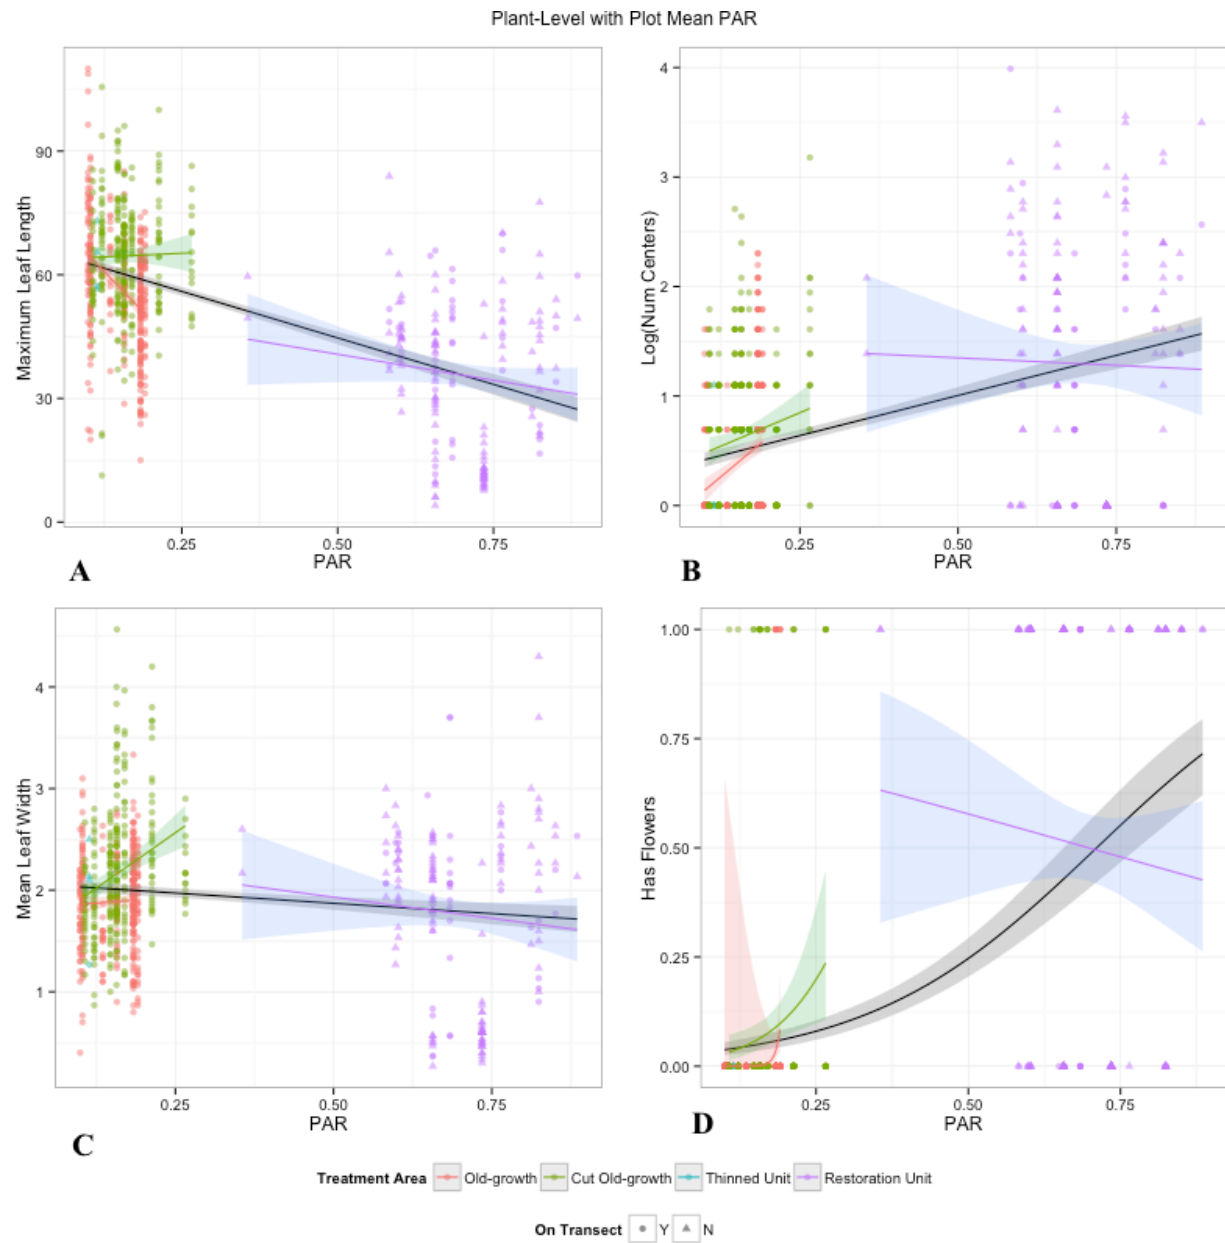 Plant-Level with Plot Mean PAR
90
60
30
0
Maximum Leaf Length
0.25 0.50 0.75
PAR
A
4
3
2
1
0
Log(Num Centers)
0.25 0.50 0.75
PAR
B
4
3
2
1
Mean Leaf Width
0.25 0.50 0.75
PAR
C
1.00
0.75
0.50
0.25
0.00
Has Flowers
0.25 0.50 0.75
PAR
D
Treatment Area Old-growth Cut Old-growth Thinned Unit Restoration Unit
On Transect Y N